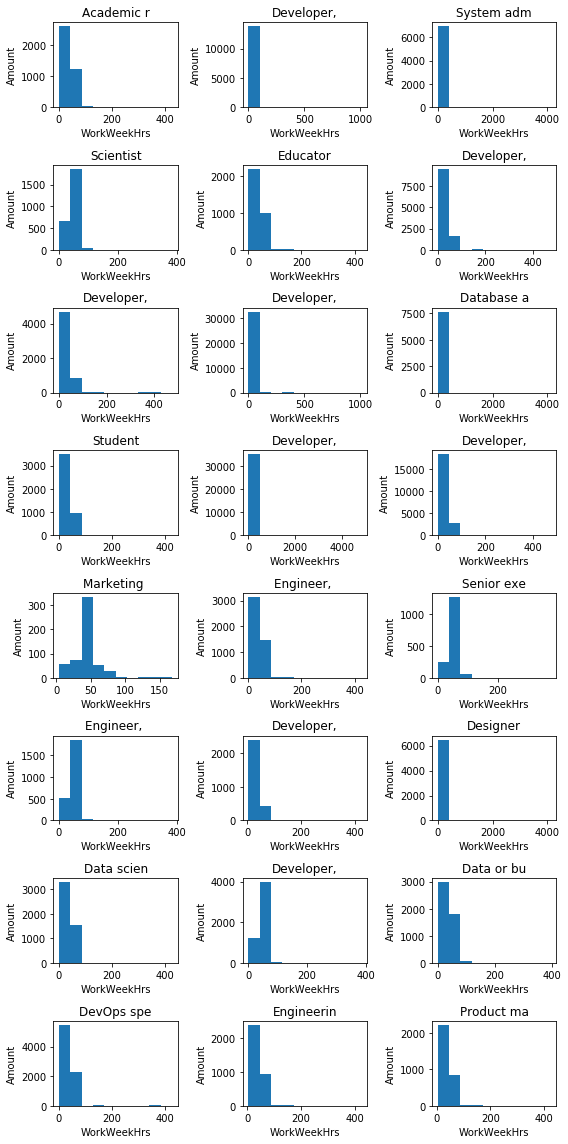 Academic r
Amount
2000
1000
0
0 200 400
WorkWeekHrs
Developer,
Amount
10000
5000
0
0 500 1000
WorkWeekHrs
System adm
Amount
6000
4000
2000
0
0 2000 4000
WorkWeekHrs
Scientist
Amount
1500
1000
500
0
0 200 400
WorkWeekHrs
Educator
Amount
2000
1000
0
0 200 400
WorkWeekHrs
Developer,
Amount
7500
5000
2500
0
0 200 400
WorkWeekHrs
Developer,
Amount
4000
2000
0
0 200 400
WorkWeekHrs
Developer,
Amount
30000
20000
10000
0
0 500 1000
WorkWeekHrs
Database a
Amount
7500
5000
2500
0
0 2000 4000
WorkWeekHrs
Student
Amount
3000
2000
1000
0
0 200 400
WorkWeekHrs
Developer,
Amount
30000
20000
10000
0
0 2000 4000
WorkWeekHrs
Developer,
Amount
15000
10000
5000
0
0 200 400
WorkWeekHrs
Marketing
Amount
300
200
100
0
0 50 100 150
WorkWeekHrs
Engineer,
Amount
3000
2000
1000
0
0 200 400
WorkWeekHrs
Senior exe
Amount
1000
500
0
0 200
WorkWeekHrs
Engineer,
Amount
1500
1000
500
0
0 200 400
WorkWeekHrs
Developer,
Amount
2000
1000
0
0 200 400
WorkWeekHrs
Designer
Amount
6000
4000
2000
0
0 2000 4000
WorkWeekHrs
Data scien
Amount
3000
2000
1000
0
0 200 400
WorkWeekHrs
Developer,
Amount
4000
2000
0
0 200 400
WorkWeekHrs
Data or bu
Amount
3000
2000
1000
0
0 200 400
WorkWeekHrs
DevOps spe
Amount
4000
2000
0
0 200 400
WorkWeekHrs
Engineerin
Amount
2000
1000
0
0 200 400
WorkWeekHrs
Product ma
Amount
2000
1000
0
0 200 400
WorkWeekHrs